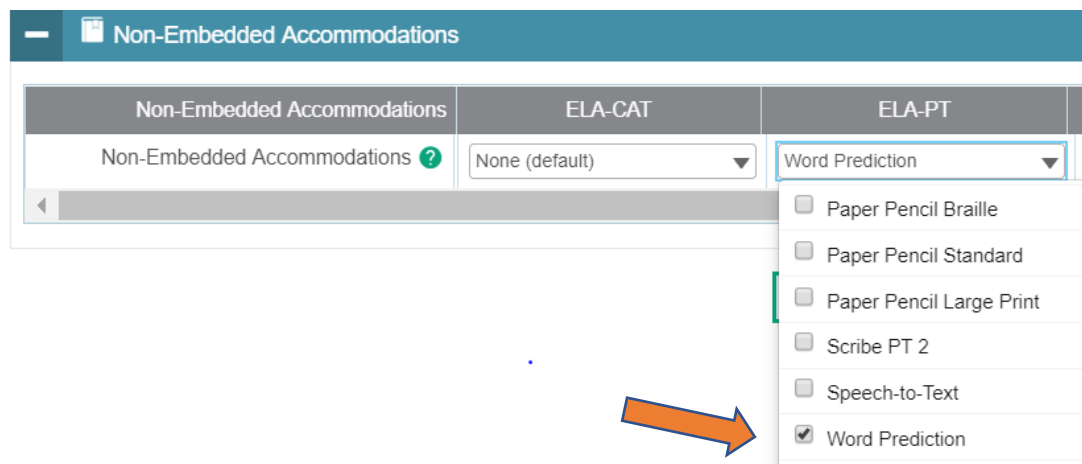 Non-Embedded Accommodations
Non-Embedded Accommodations ELA-CAT ELA-PT
Non-Embedded Accommodations ? None (default) Word Prediction
Paper Pencil Braille
Paper Pencil Standard
Paper Pencil Large Print
Scribe PT 2
Speech-to-Text
Word Prediction